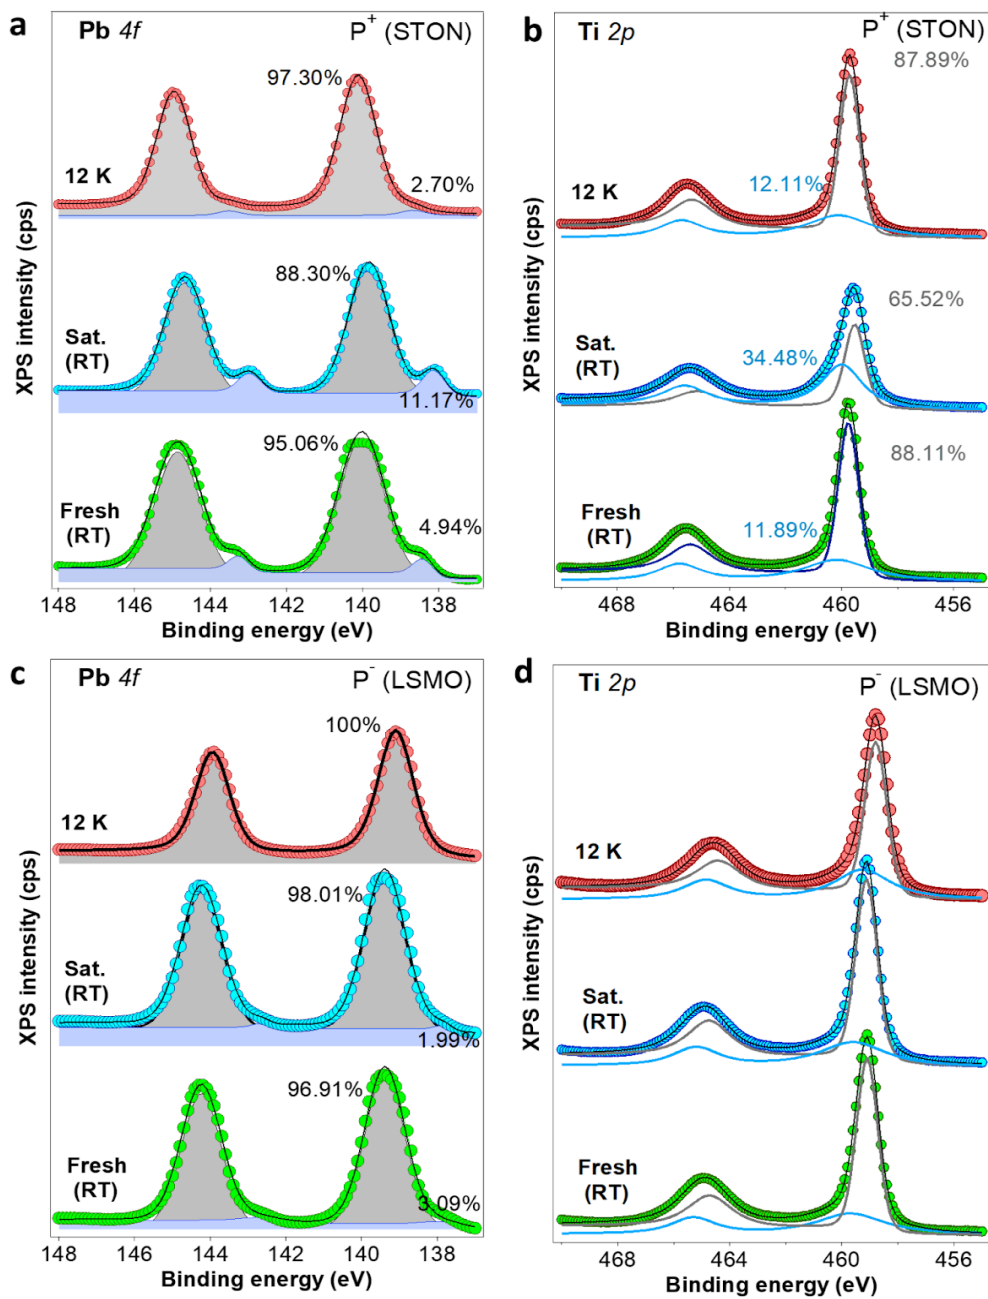 a
Pb 4f
P+ (STON)
97.30%
12 K
2.70%
88.30%
Sat.
(RT)
11.17%
95.06%
Fresh
(RT)
4.94%
XPS intensity (cps)
148 146 144 142 140 138
Binding energy (eV)
b
Ti 2p
P+ (STON)
87.89%
12 K
12.11%
65.52%
Sat.
(RT)
34.48%
88.11%
Fresh
(RT)
11.89%
XPS intensity (cps)
468 464 460 456
Binding energy (eV)
c
Pb 4f
P- (LSMO)
100%
12 K
98.01%
Sat.
(RT)
1.99%
96.91%
Fresh
(RT)
3.09%
XPS intensity (cps)
148 146 144 142 140 138
Binding energy (eV)
d
Ti 2p
P- (LSMO)
12 K
Sat.
(RT)
Fresh
(RT)
XPS intensity (cps)
468 464 460 456
Binding energy (eV)